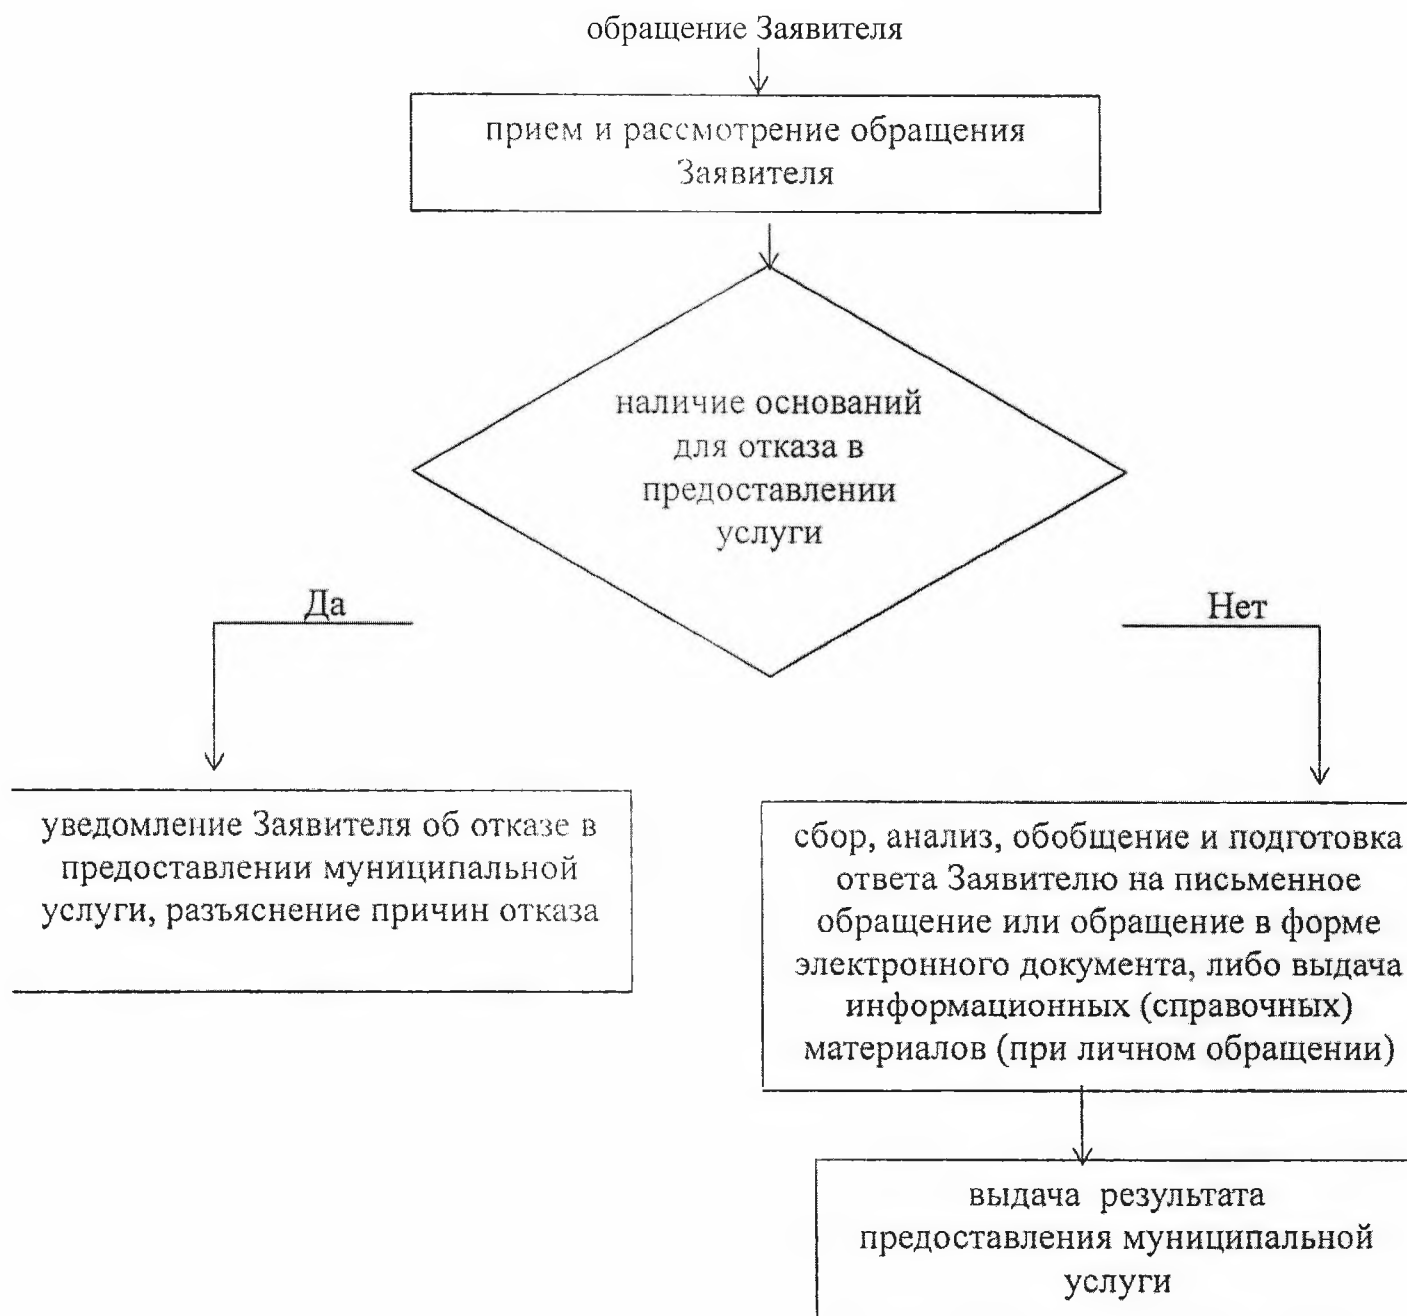 обращение Заявителя
прием и рассмотрение обращения
Заявителя
наличие оснований
для отказа в
предоставлении
услуги
Да
Нет
уведомление Заявителя об отказе в
предоставлении муниципальной
услуги, разъяснение причин отказа
сбор, анализ, обобщение и подготовка
ответа Заявителю на письменное
обращение или обращение в форме
электронного документа, либо выдача
информационных (справочных)
материалов (при личном обращении)
выдача результата
предоставления муниципальной
услуги